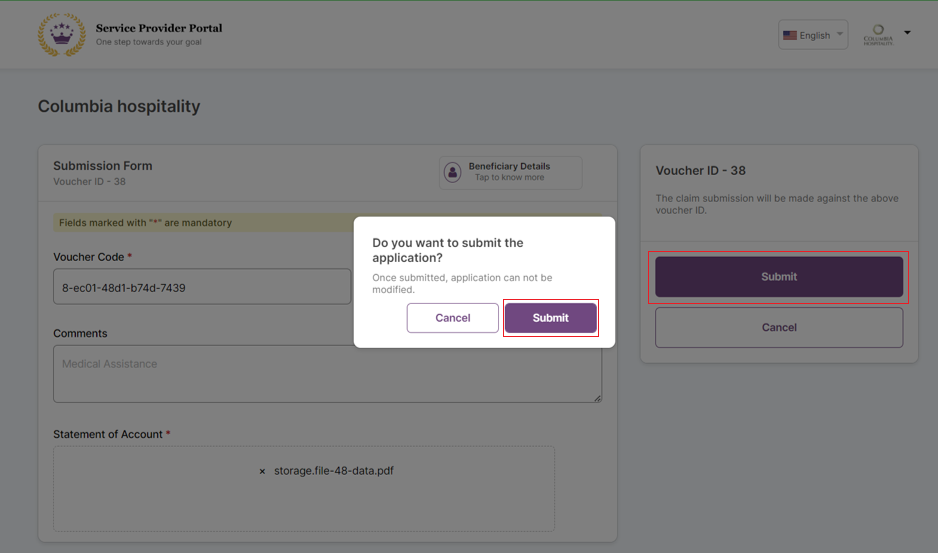 Service Provider Portal
One step towards your goal
English
COLUMBIA
HOSPITALITY
Columbia hospitality
Submission Form
Voucher ID - 38
Beneficiary Details
Tap to know more
Fields marked with "*" are mandatory
Voucher Code *
8-ec01-48d1-b74d-7439
Comments
Medical Assistance
Statement of Account *
× storage.file-48-data.pdf
Do you want to submit the
application?
Once submitted, application can not be
modified.
Cancel
Submit
Voucher ID - 38
The claim submission will be made against the above
voucher ID.
Submit
Cancel